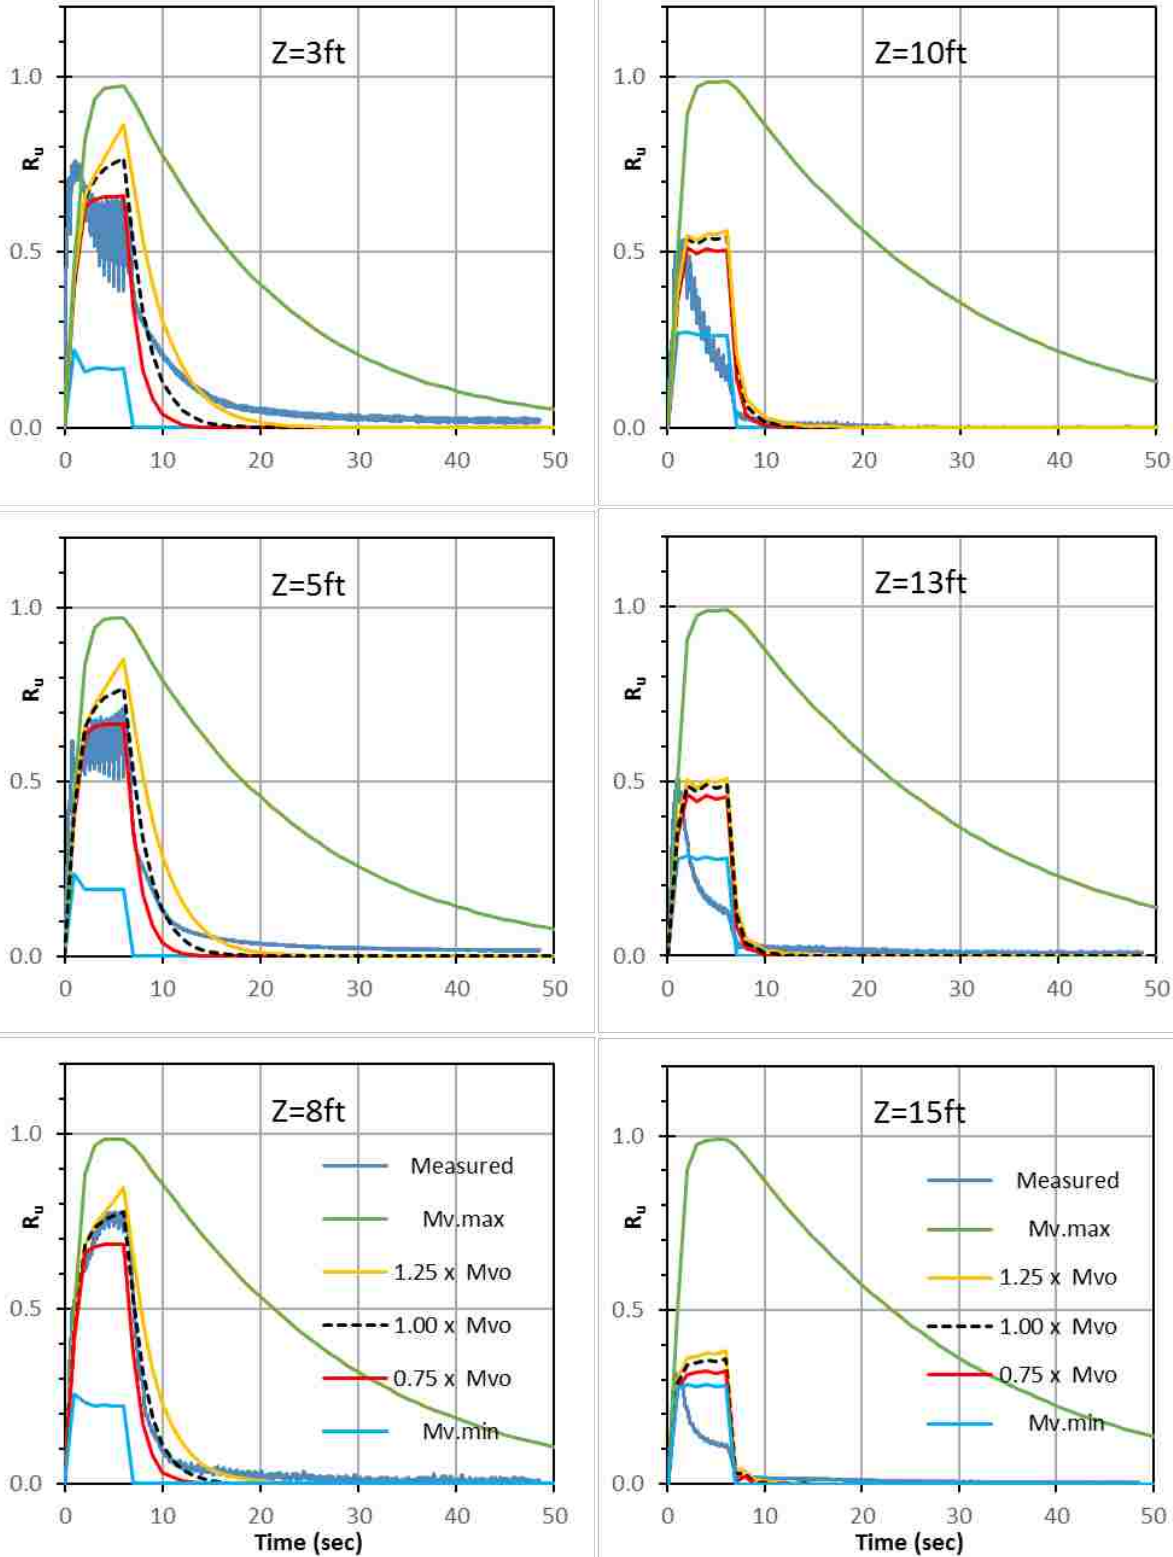 Z=3ft
1.0
0.5
0.0
Ru
0 10 20 30 40 50
Z=10ft
1.0
0.5
0.0
Ru
0 10 20 30 40 50
Z=5ft
1.0
0.5
0.0
Ru
0 10 20 30 40 50
Z=13ft
1.0
0.5
0.0
Ru
0 10 20 30 40 50
Z=8ft
1.0
0.5
0.0
Ru
Measured
Mv.max
1.25 x Mvo
1.00 x Mvo
0.75 x Mvo
Mv.min
0 10 20 30 40 50
Time (sec)
Z=15ft
1.0
0.5
0.0
Ru
Measured
Mv.max
1.25 x Mvo
1.00 x Mvo
0.75 x Mvo
Mv.min
0 10 20 30 40 50
Time (sec)